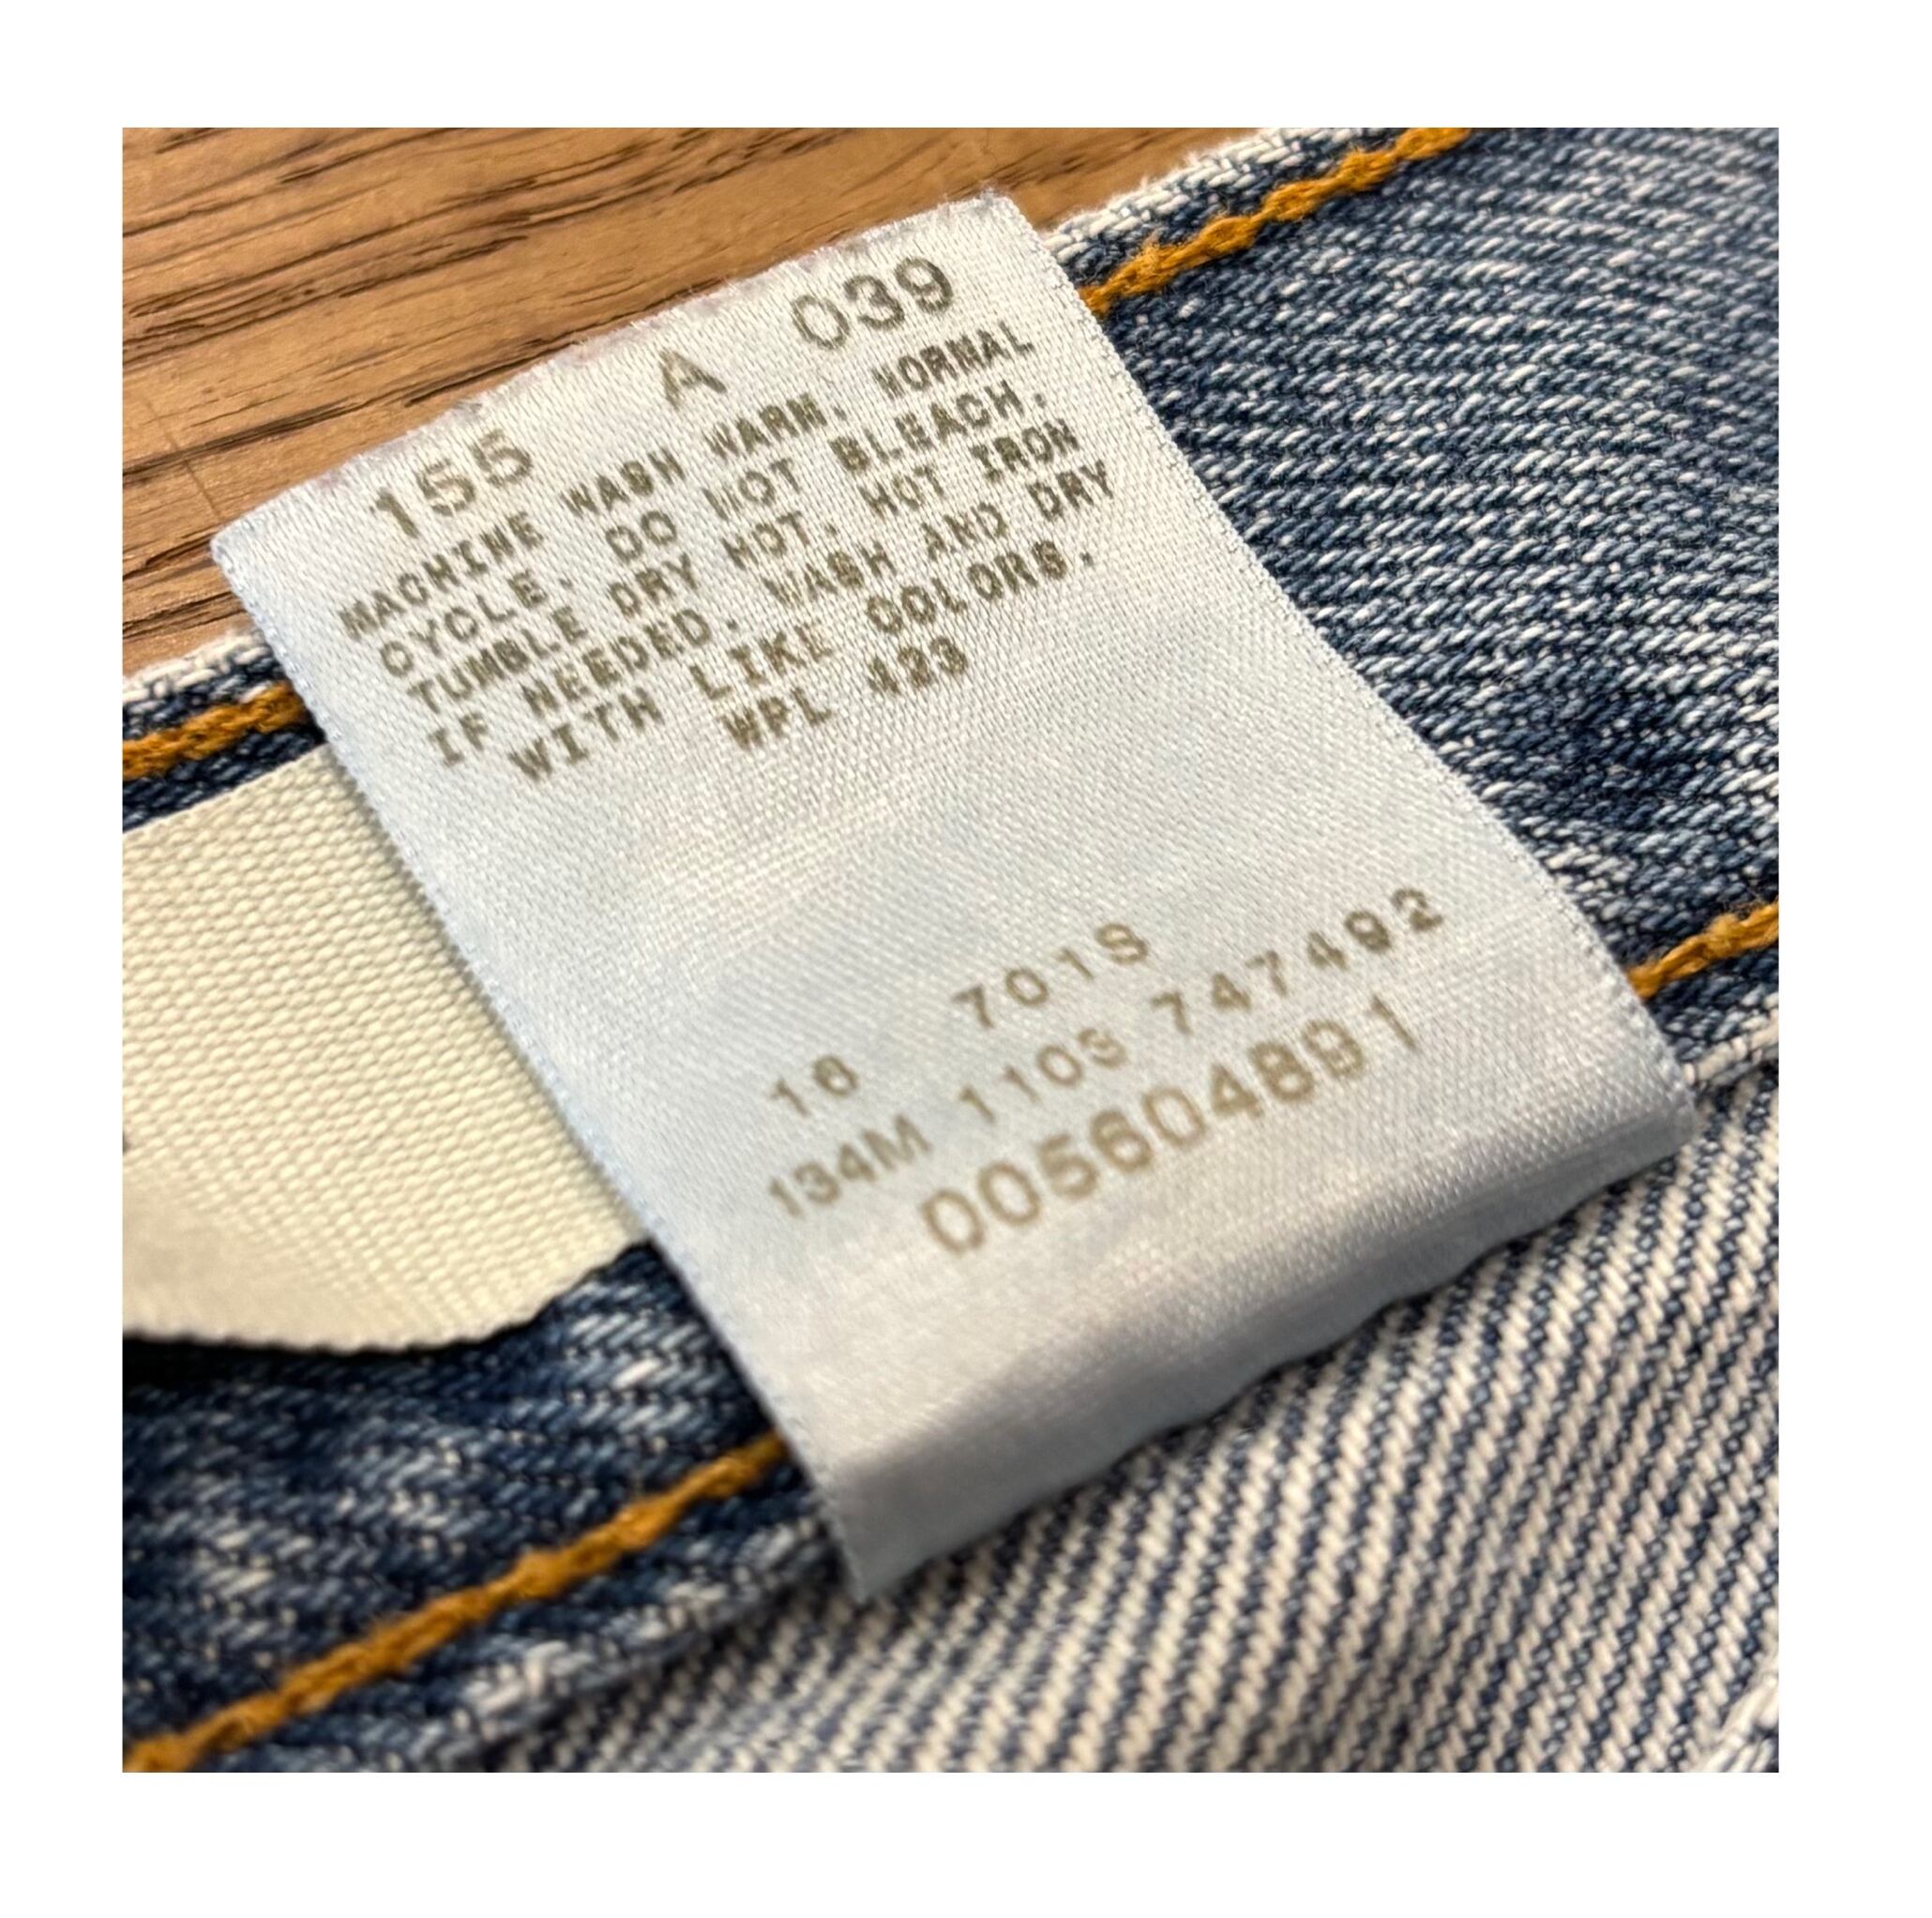 155 A 039
MACHINE WASH WARM. NORMAL
CYCLE. DO NOT BLEACH.
TUMBLE DRY HOT. HOT IRON
IF NEEDED. WASH AND DRY
WITH LIKE COLORS.
WPL 423
16 701S
134M 1103 747492
005604891